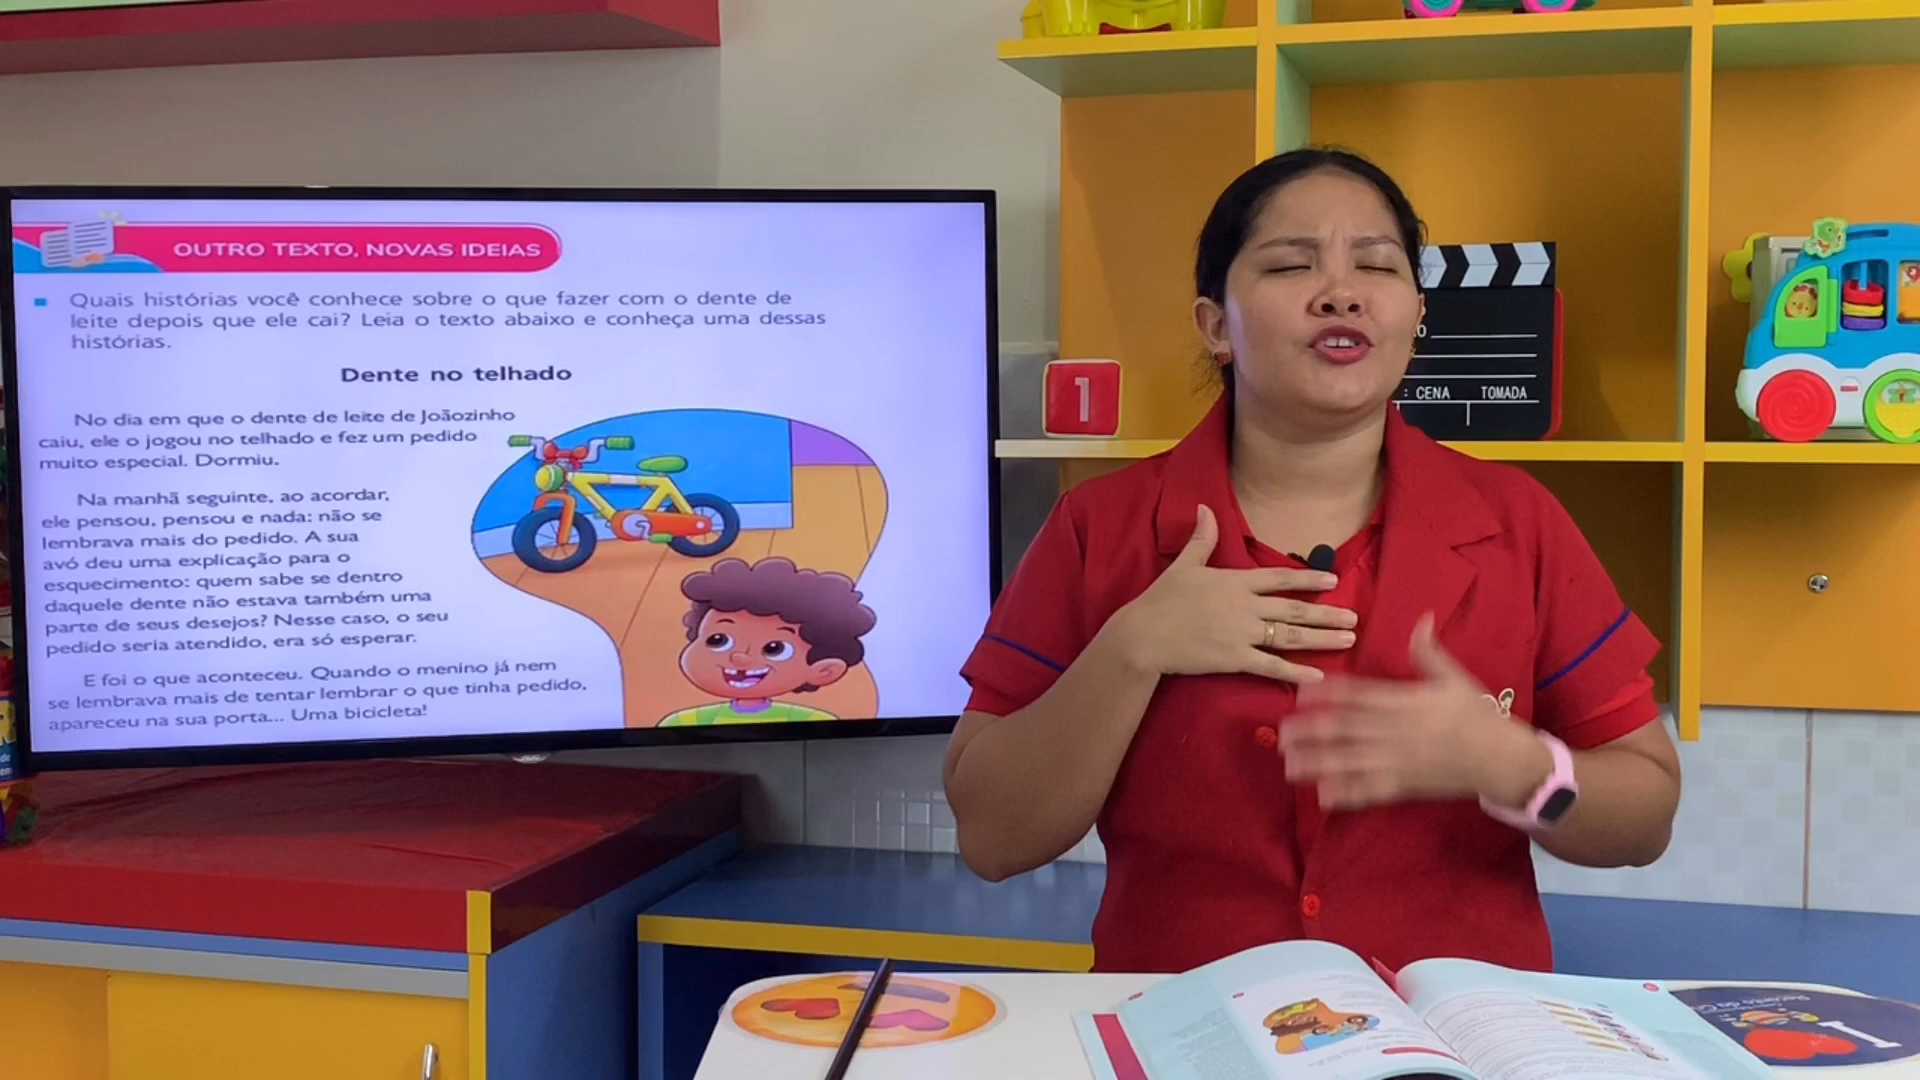 OUTRO TEXTO, NOVAS IDEIAS
Quais histórias você conhece sobre o que fazer com o dente de
leite depois que ele cai? Leia o texto abaixo e conheça uma dessas
histórias.
Dente no telhado
No dia em que o dente de leite de Joãozinho
caiu, ele o jogou no telhado e fez um pedido
muito especial. Dormiu.
Na manhã seguinte, ao acordar,
ele pensou, pensou e nada: não se
lembrava mais do pedido. A sua
avó deu uma explicação para o
esquecimento: quem sabe se dentro
daquele dente não estava também uma
parte de seus desejos? Nesse caso, o seu
pedido seria atendido, era só esperar.
E foi o que aconteceu. Quando o menino já nem
se lembrava mais de tentar lembrar o que tinha pedido,
apareceu na sua porta... Uma bicicleta!
1
CENA TOMADA